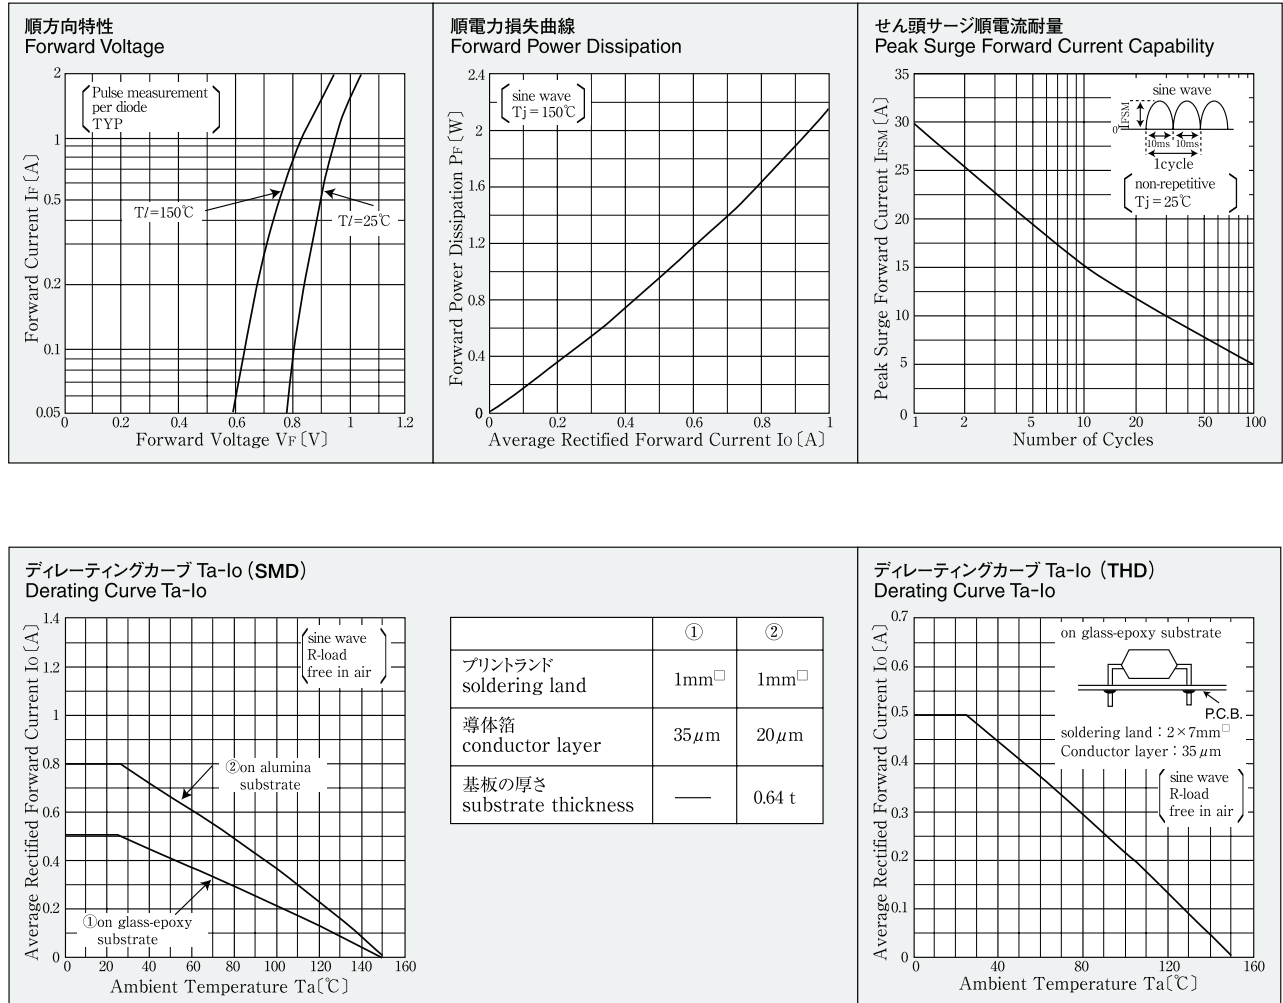 順方向特性
Forward Voltage
Pulse measurement
per diode
TYP
Tl=150℃
Tl=25℃
Forward Current IF〔A〕
2
1
0.5
0.2
0.1
0.05
0 0.2 0.4 0.6 0.8 1 1.2
Forward Voltage VF〔V〕
順電力損失曲線
Forward Power Dissipation
sine wave
Tj=150℃
Forward Power Dissipation PF〔W〕
2.4
2
1.6
1.2
0.8
0.4
0
0 0.2 0.4 0.6 0.8 1
Average Rectified Forward Current Io〔A〕
せん頭サージ順電流耐量
Peak Surge Forward Current Capability
sine wave
IFSM
0
10ms 10ms
1cycle
non-repetitive
Tj=25℃
Peak Surge Forward Current IFSM〔A〕
35
30
25
20
15
10
5
0
1 2 5 10 20 50 100
Number of Cycles
ディレーティングカーブ Ta-Io（SMD）
Derating Curve Ta-Io
sine wave
R-load
free in air
②on alumina
substrate
①on glass-epoxy
substrate
Average Rectified Forward Current Io〔A〕
1.4
1.2
1
0.8
0.6
0.4
0.2
0
0 20 40 60 80 100 120 140 160
Ambient Temperature Ta〔℃〕
① ②
プリントランド
soldering land
1mm□ 1mm□
導体箔
conductor layer
35μm 20μm
基板の厚さ
substrate thickness
— 0.64 t
ディレーティングカーブ Ta-Io（THD）
Derating Curve Ta-Io
on glass-epoxy substrate
P.C.B.
soldering land：2×7mm□
Conductor layer：35μm
sine wave
R-load
free in air
Average Rectified Forward Current Io〔A〕
0.7
0.6
0.5
0.4
0.3
0.2
0.1
0
0 40 80 120 160
Ambient Temperature Ta〔℃〕